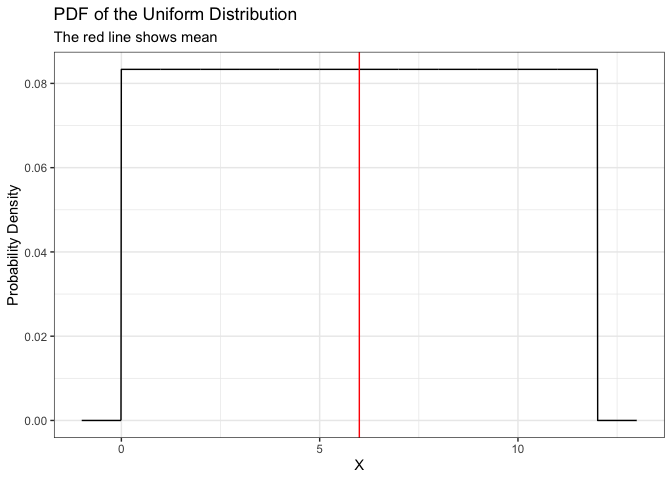 PDF of the Uniform Distribution
The red line shows mean
Probability Density
0.08
0.06
0.04
0.02
0.00
0
5
10
X